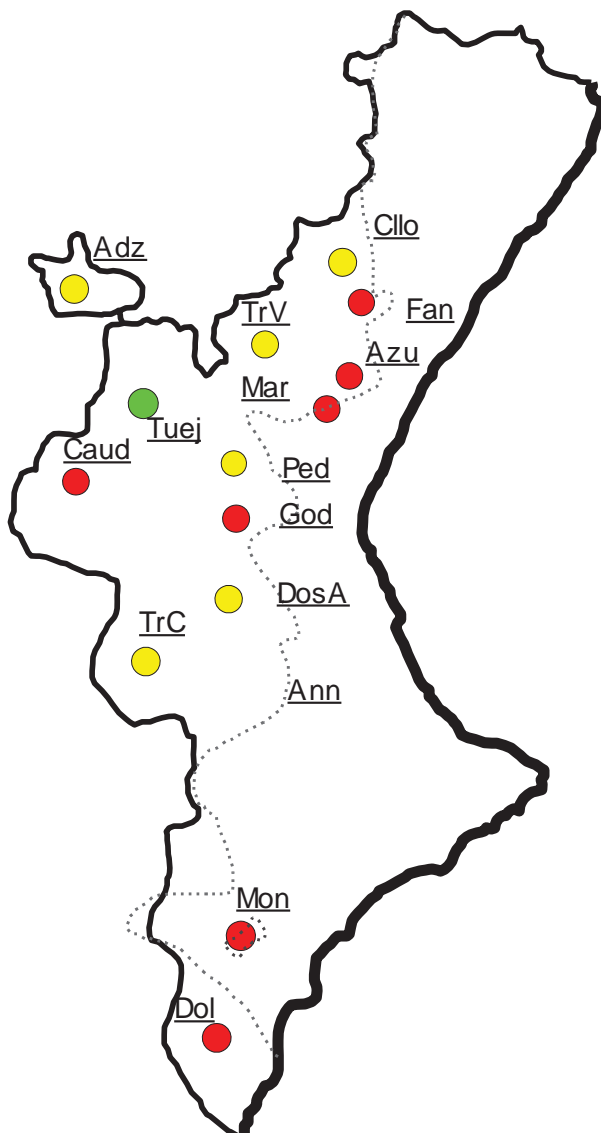 Cllo
Adz
Fan
TrV
Azu
Mar
Tuej
Caud
Ped
God
DosA
TrC
Ann
Mon
Dol